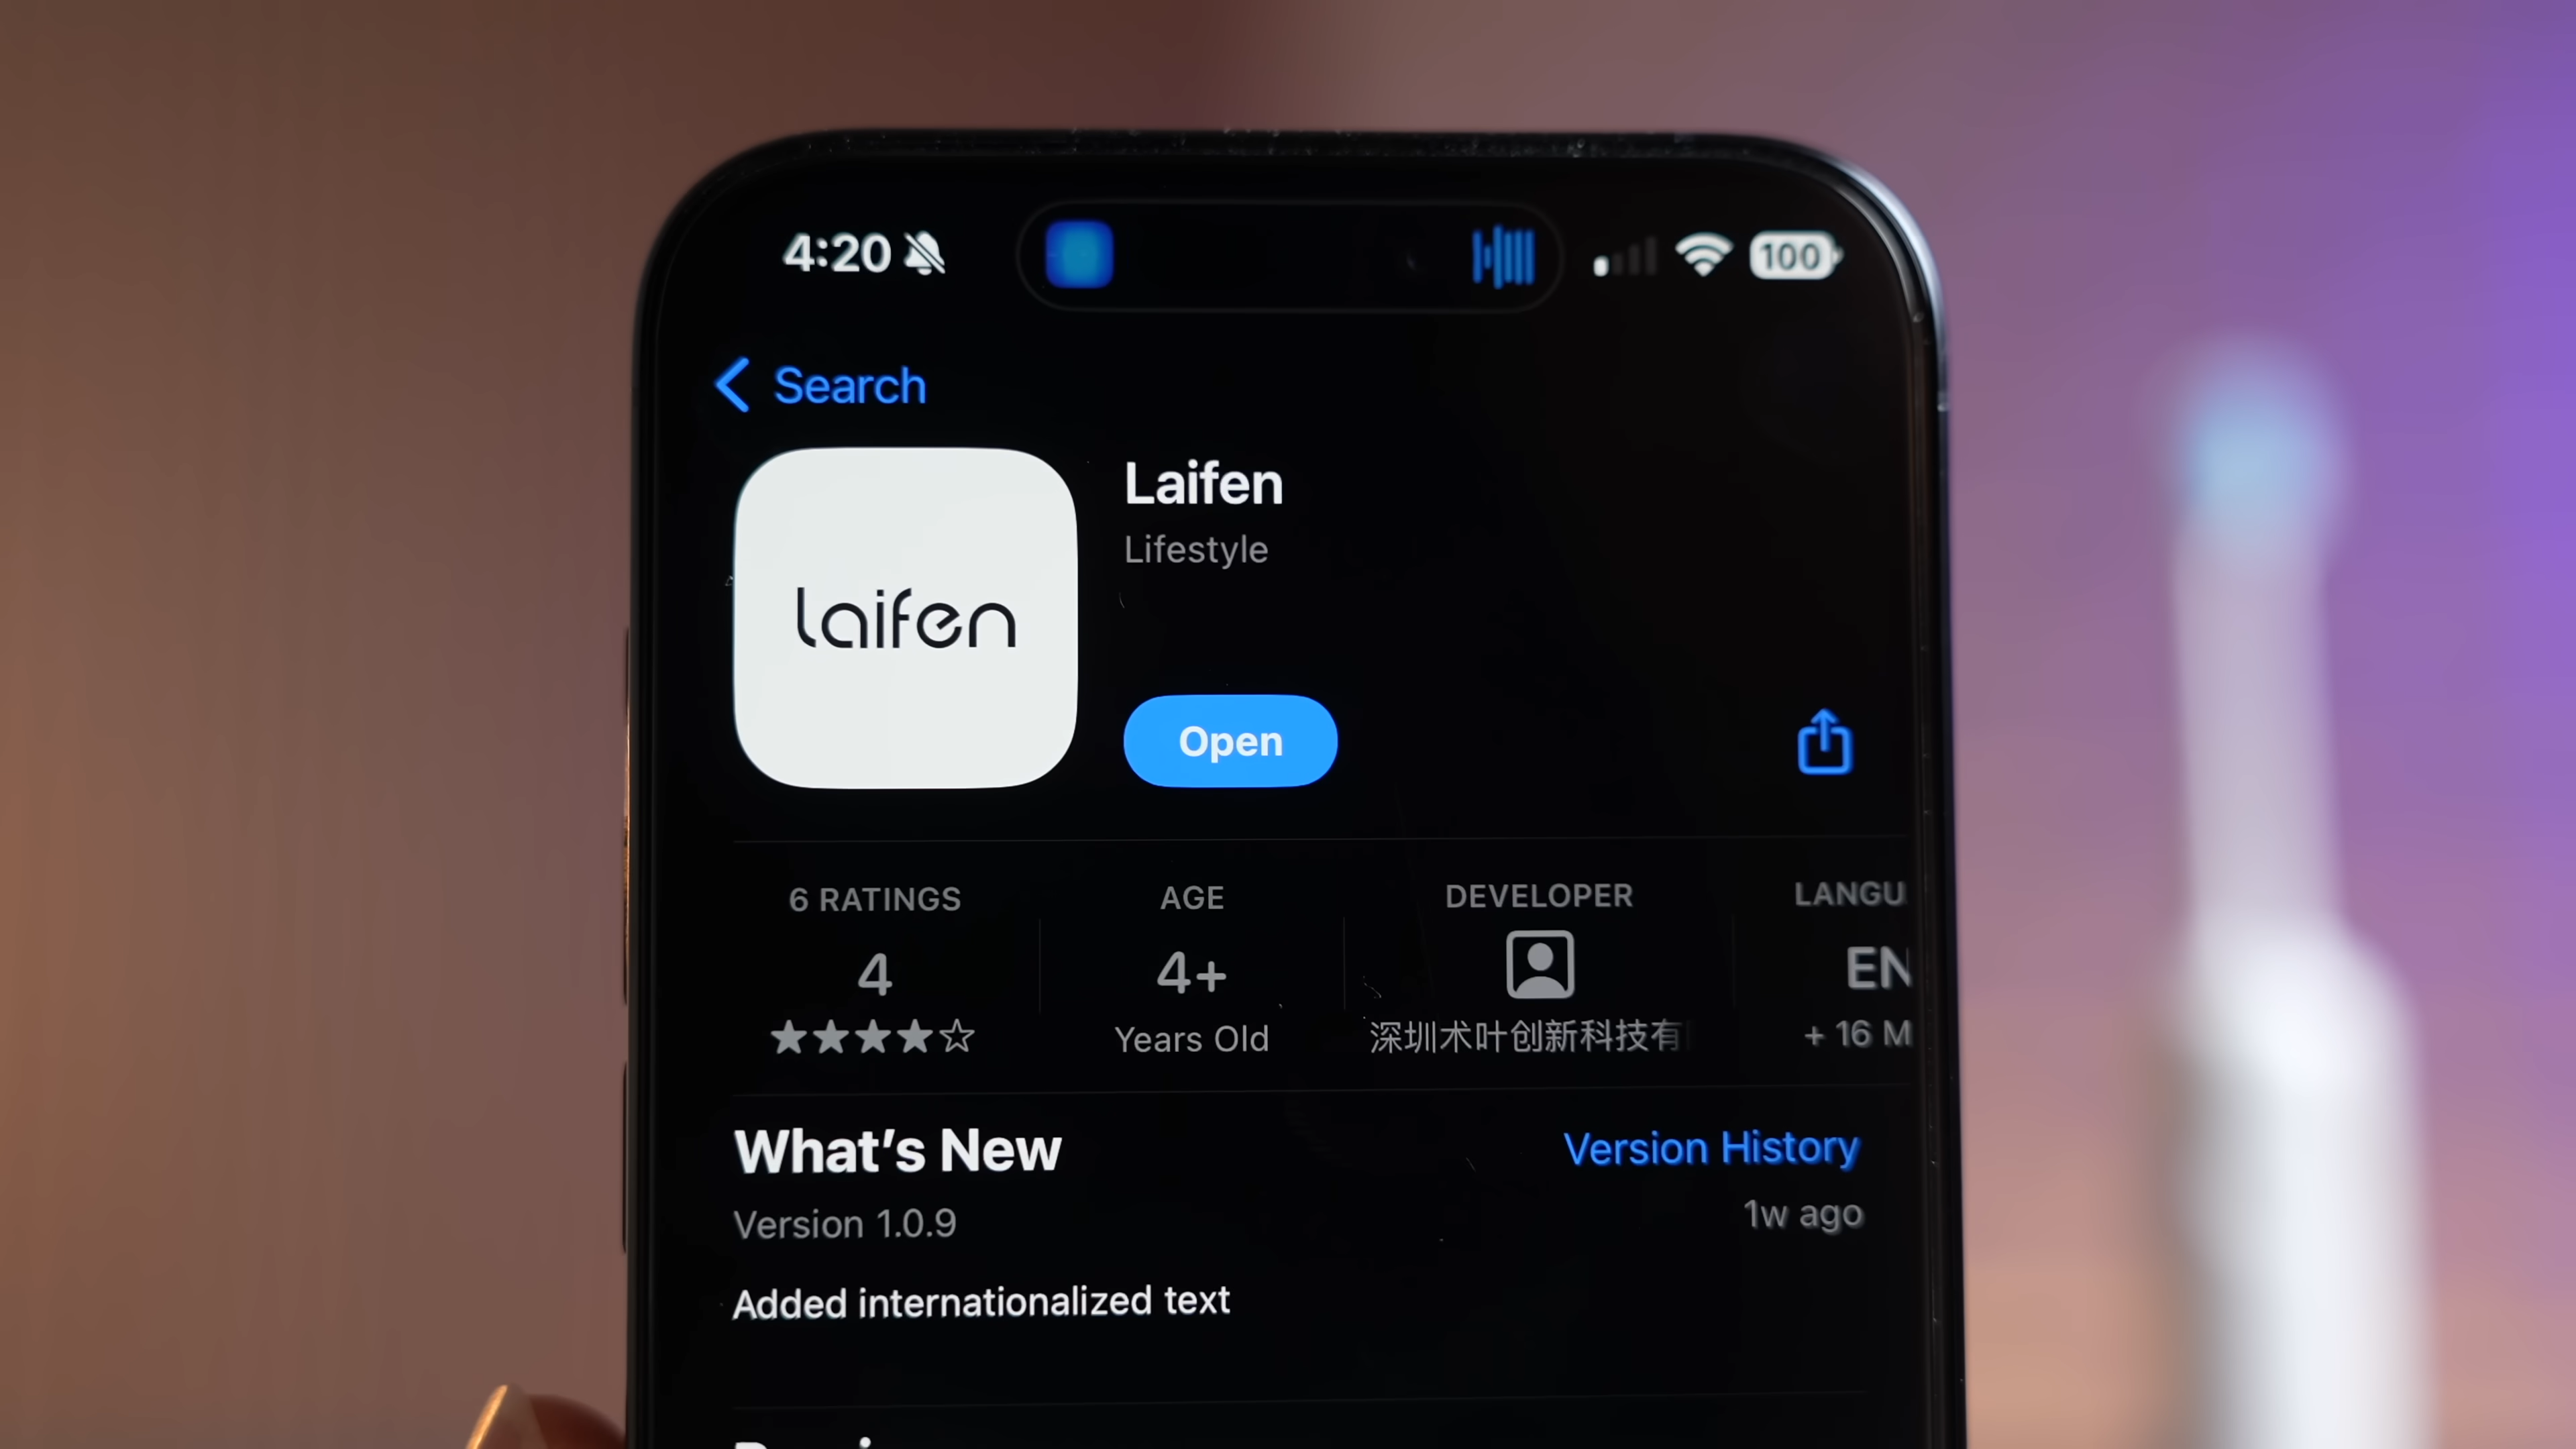 4:20
100
Search
laifen
Laifen
Lifestyle
Open
6 RATINGS
4
AGE
4+
Years Old
DEVELOPER
深圳术叶创新科技有
LANGU
EN
+ 16 M
What's New
Version History
Version 1.0.9
1w ago
Added internationalized text